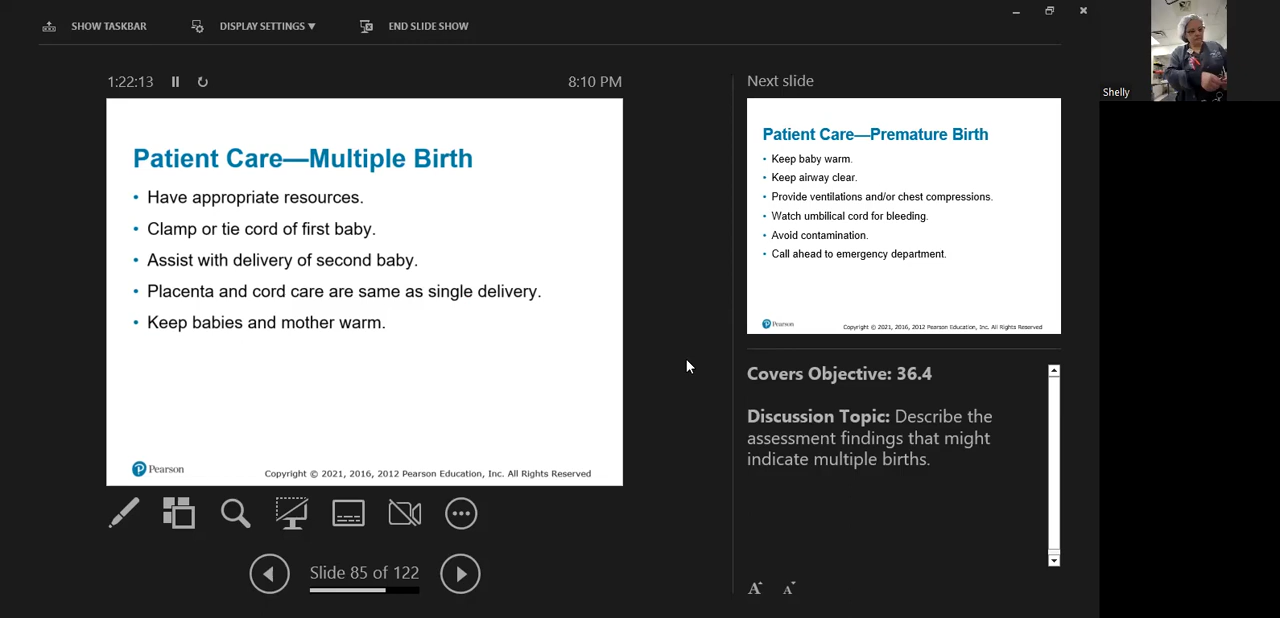 SHOW TASKBAR
DISPLAY SETTINGS ▼
END SLIDE SHOW
1:22:13
8:10 PM
Patient Care—Multiple Birth
• Have appropriate resources.
• Clamp or tie cord of first baby.
• Assist with delivery of second baby.
• Placenta and cord care are same as single delivery.
• Keep babies and mother warm.
Pearson
Copyright © 2021, 2016, 2012 Pearson Education, Inc. All Rights Reserved
Slide 85 of 122
Next slide
Patient Care—Premature Birth
• Keep baby warm.
• Keep airway clear.
• Provide ventilations and/or chest compressions.
• Watch umbilical cord for bleeding.
• Avoid contamination.
• Call ahead to emergency department.
Pearson
Copyright © 2021, 2016, 2012 Pearson Education, Inc. All Rights Reserved
Covers Objective: 36.4
Discussion Topic: Describe the
assessment findings that might
indicate multiple births.
A A
Shelly